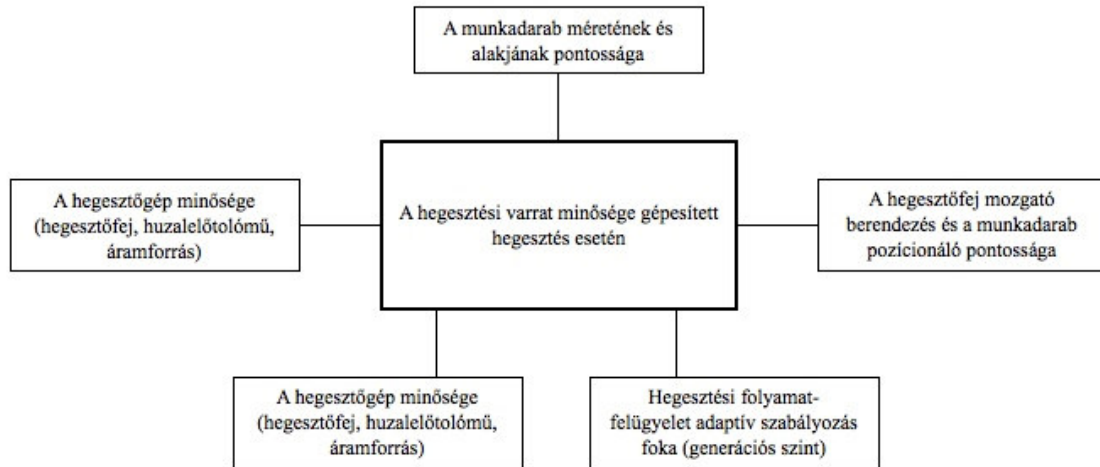 A munkadarab méretének és
alakjának pontossága
A hegesztőgép minősége
(hegesztőfej, huzalelőtolómű,
áramforrás)
A hegesztési varrat minősége gépesített
hegesztés esetén
A hegesztőfej mozgató
berendezés és a munkadarab
pozícionáló pontossága
A hegesztőgép minősége
(hegesztőfej, huzalelőtolómű,
áramforrás)
Hegesztési folyamat-
felügyelet adaptív szabályozás
foka (generációs szint)